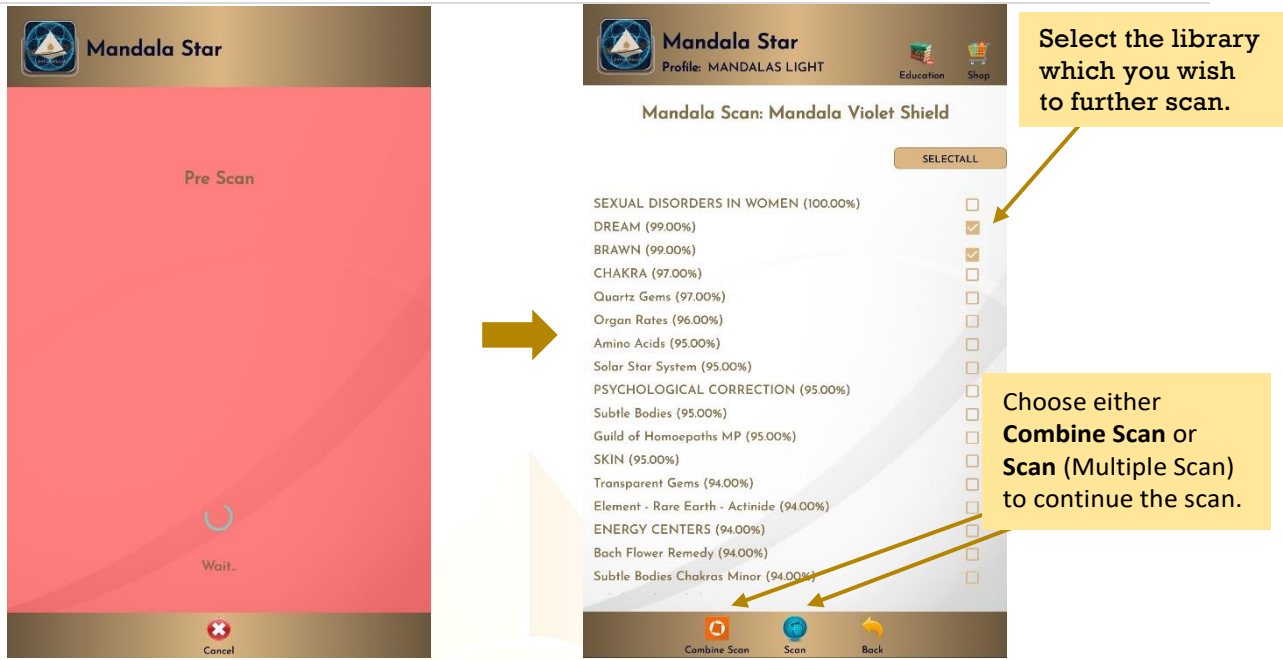 Mandala Star
Pre Scan
Wait..
Cancel
Mandala Star
Profile: MANDALAS LIGHT
Education
Shop
Mandala Scan: Mandala Violet Shield
SELECTALL
SEXUAL DISORDERS IN WOMEN (100.00%)
DREAM (99.00%)
BRAWN (99.00%)
CHAKRA (97.00%)
Quartz Gems (97.00%)
Organ Rates (96.00%)
Amino Acids (95.00%)
Solar Star System (95.00%)
PSYCHOLOGICAL CORRECTION (95.00%)
Subtle Bodies (95.00%)
Guild of Homoepaths MP (95.00%)
SKIN (95.00%)
Transparent Gems (94.00%)
Element - Rare Earth - Actinide (94.00%)
ENERGY CENTERS (94.00%)
Bach Flower Remedy (94.00%)
Subtle Bodies Chakras Minor (94.00%)
Combine Scan
Scan
Back
Select the library
which you wish
to further scan.
Choose either
Combine Scan or
Scan (Multiple Scan)
to continue the scan.